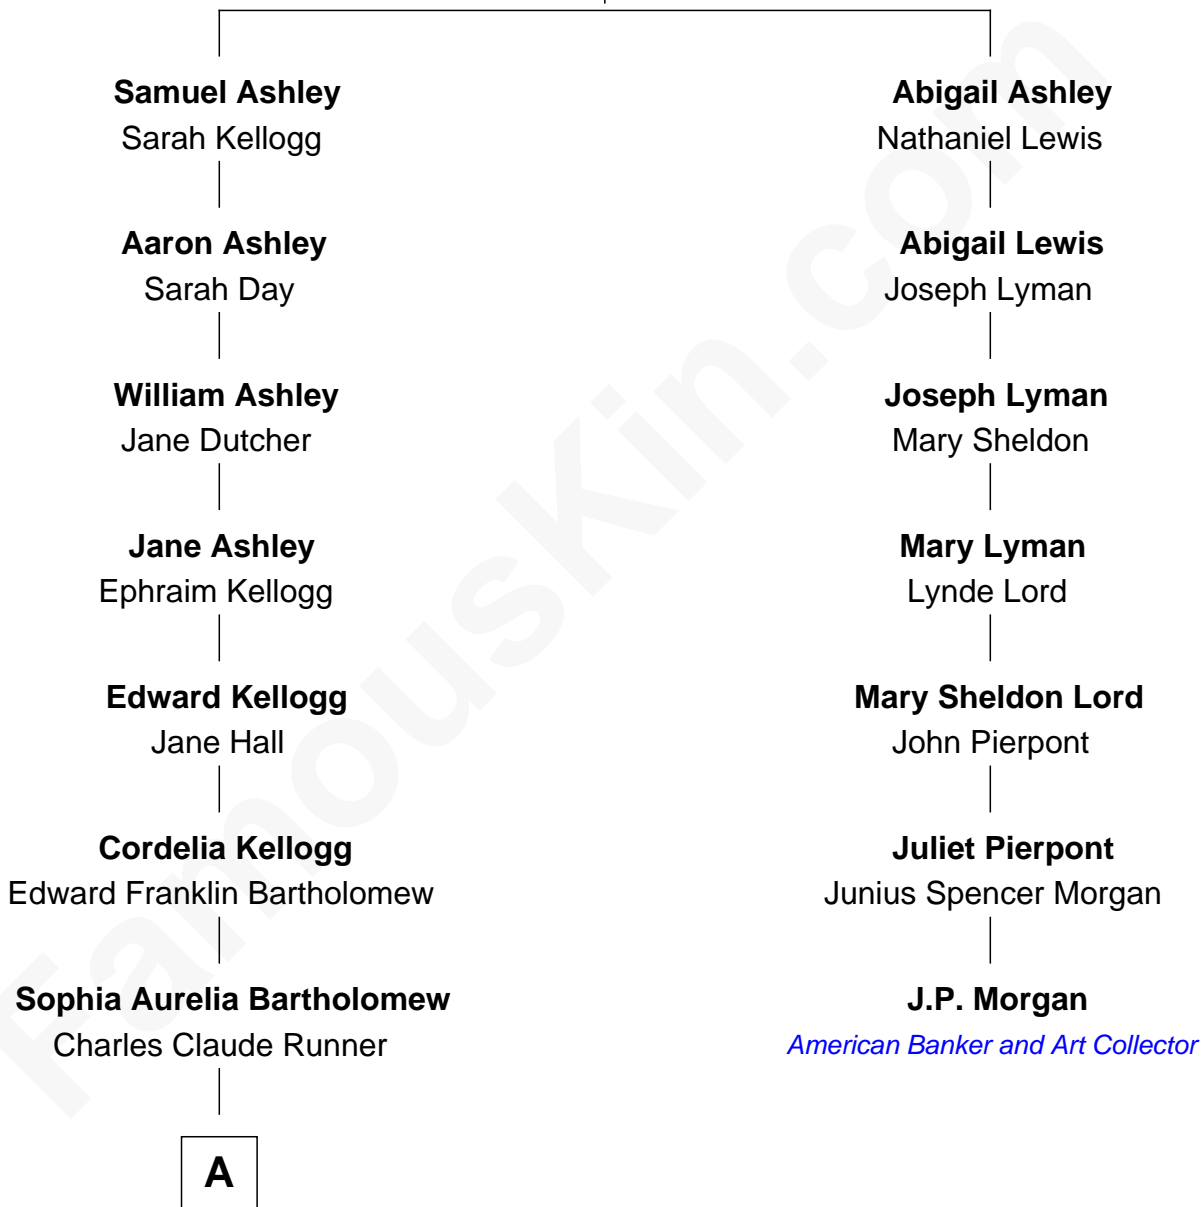 Samuel Ashley
Sarah Kellogg
Aaron Ashley
Sarah Day
William Ashley
Jane Dutcher
Jane Ashley
Ephraim Kellogg
Edward Kellogg
Jane Hall
Cordelia Kellogg
Edward Franklin Bartholomew
Sophia Aurelia Bartholomew
Charles Claude Runner
A
Abigail Ashley
Nathaniel Lewis
Abigail Lewis
Joseph Lyman
Joseph Lyman
Mary Sheldon
Mary Lyman
Lynde Lord
Mary Sheldon Lord
John Pierpont
Juliet Pierpont
Junius Spencer Morgan
J.P. Morgan
American Banker and Art Collector
FamousKin.com